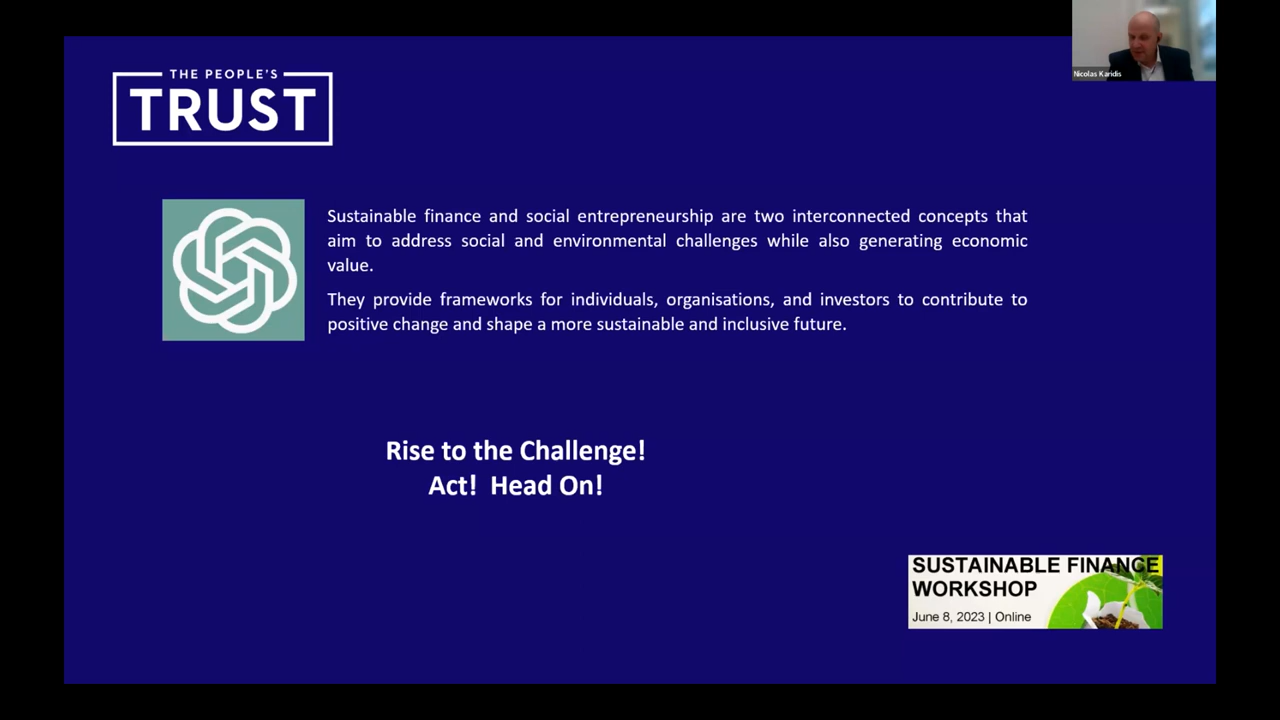 THE PEOPLE'S
TRUST
Nicolas Karidis
Sustainable finance and social entrepreneurship are two interconnected concepts that
aim to address social and environmental challenges while also generating economic
value.
They provide frameworks for individuals, organisations, and investors to contribute to
positive change and shape a more sustainable and inclusive future.
Rise to the Challenge!
Act! Head On!
SUSTAINABLE FINANCE
WORKSHOP
June 8, 2023 | Online